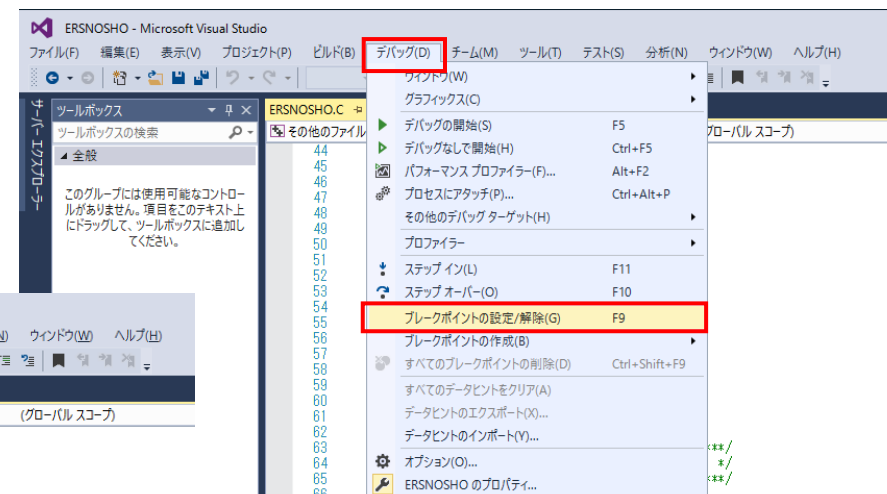 ERSNOSHO - Microsoft Visual Studio
ファイル(F) 編集(E) 表示(V) プロジェクト(P) ビルド(B) デバッグ(D) チーム(M) ツール(T) テスト(S) 分析(N) ウィンドウ(W) ヘルプ(H)
サーバー エクスプローラー
ツールボックス
ツールボックスの検索
全般
このグループには使用可能なコントロー
ルがありません。項目をこのテキスト上
にドラッグして、ツールボックスに追加し
てください。
ERSNOSHO.C
その他のファイル
44
45
46
47
48
49
50
51
52
53
54
55
56
57
58
59
60
61
62
63
64
65
66
ウィンドウ(W)
グラフィックス(C)
デバッグの開始(S) F5
デバッグなしで開始(H) Ctrl+F5
パフォーマンス プロファイラー(F)... Alt+F2
プロセスにアタッチ(P)... Ctrl+Alt+P
その他のデバッグ ターゲット(H)
プロファイラー
ステップ イン(L) F11
ステップ オーバー(O) F10
ブレークポイントの設定/解除(G) F9
ブレークポイントの作成(B)
すべてのブレークポイントの削除(D) Ctrl+Shift+F9
すべてのデータヒントをクリア(A)
データヒントのエクスポート(X)...
データヒントのインポート(Y)...
オプション(O)...
ERSNOSHO のプロパティ...
グローバル スコープ)
**/
*/
**/
N) ウィンドウ(W) ヘルプ(H)
(グローバル スコープ)